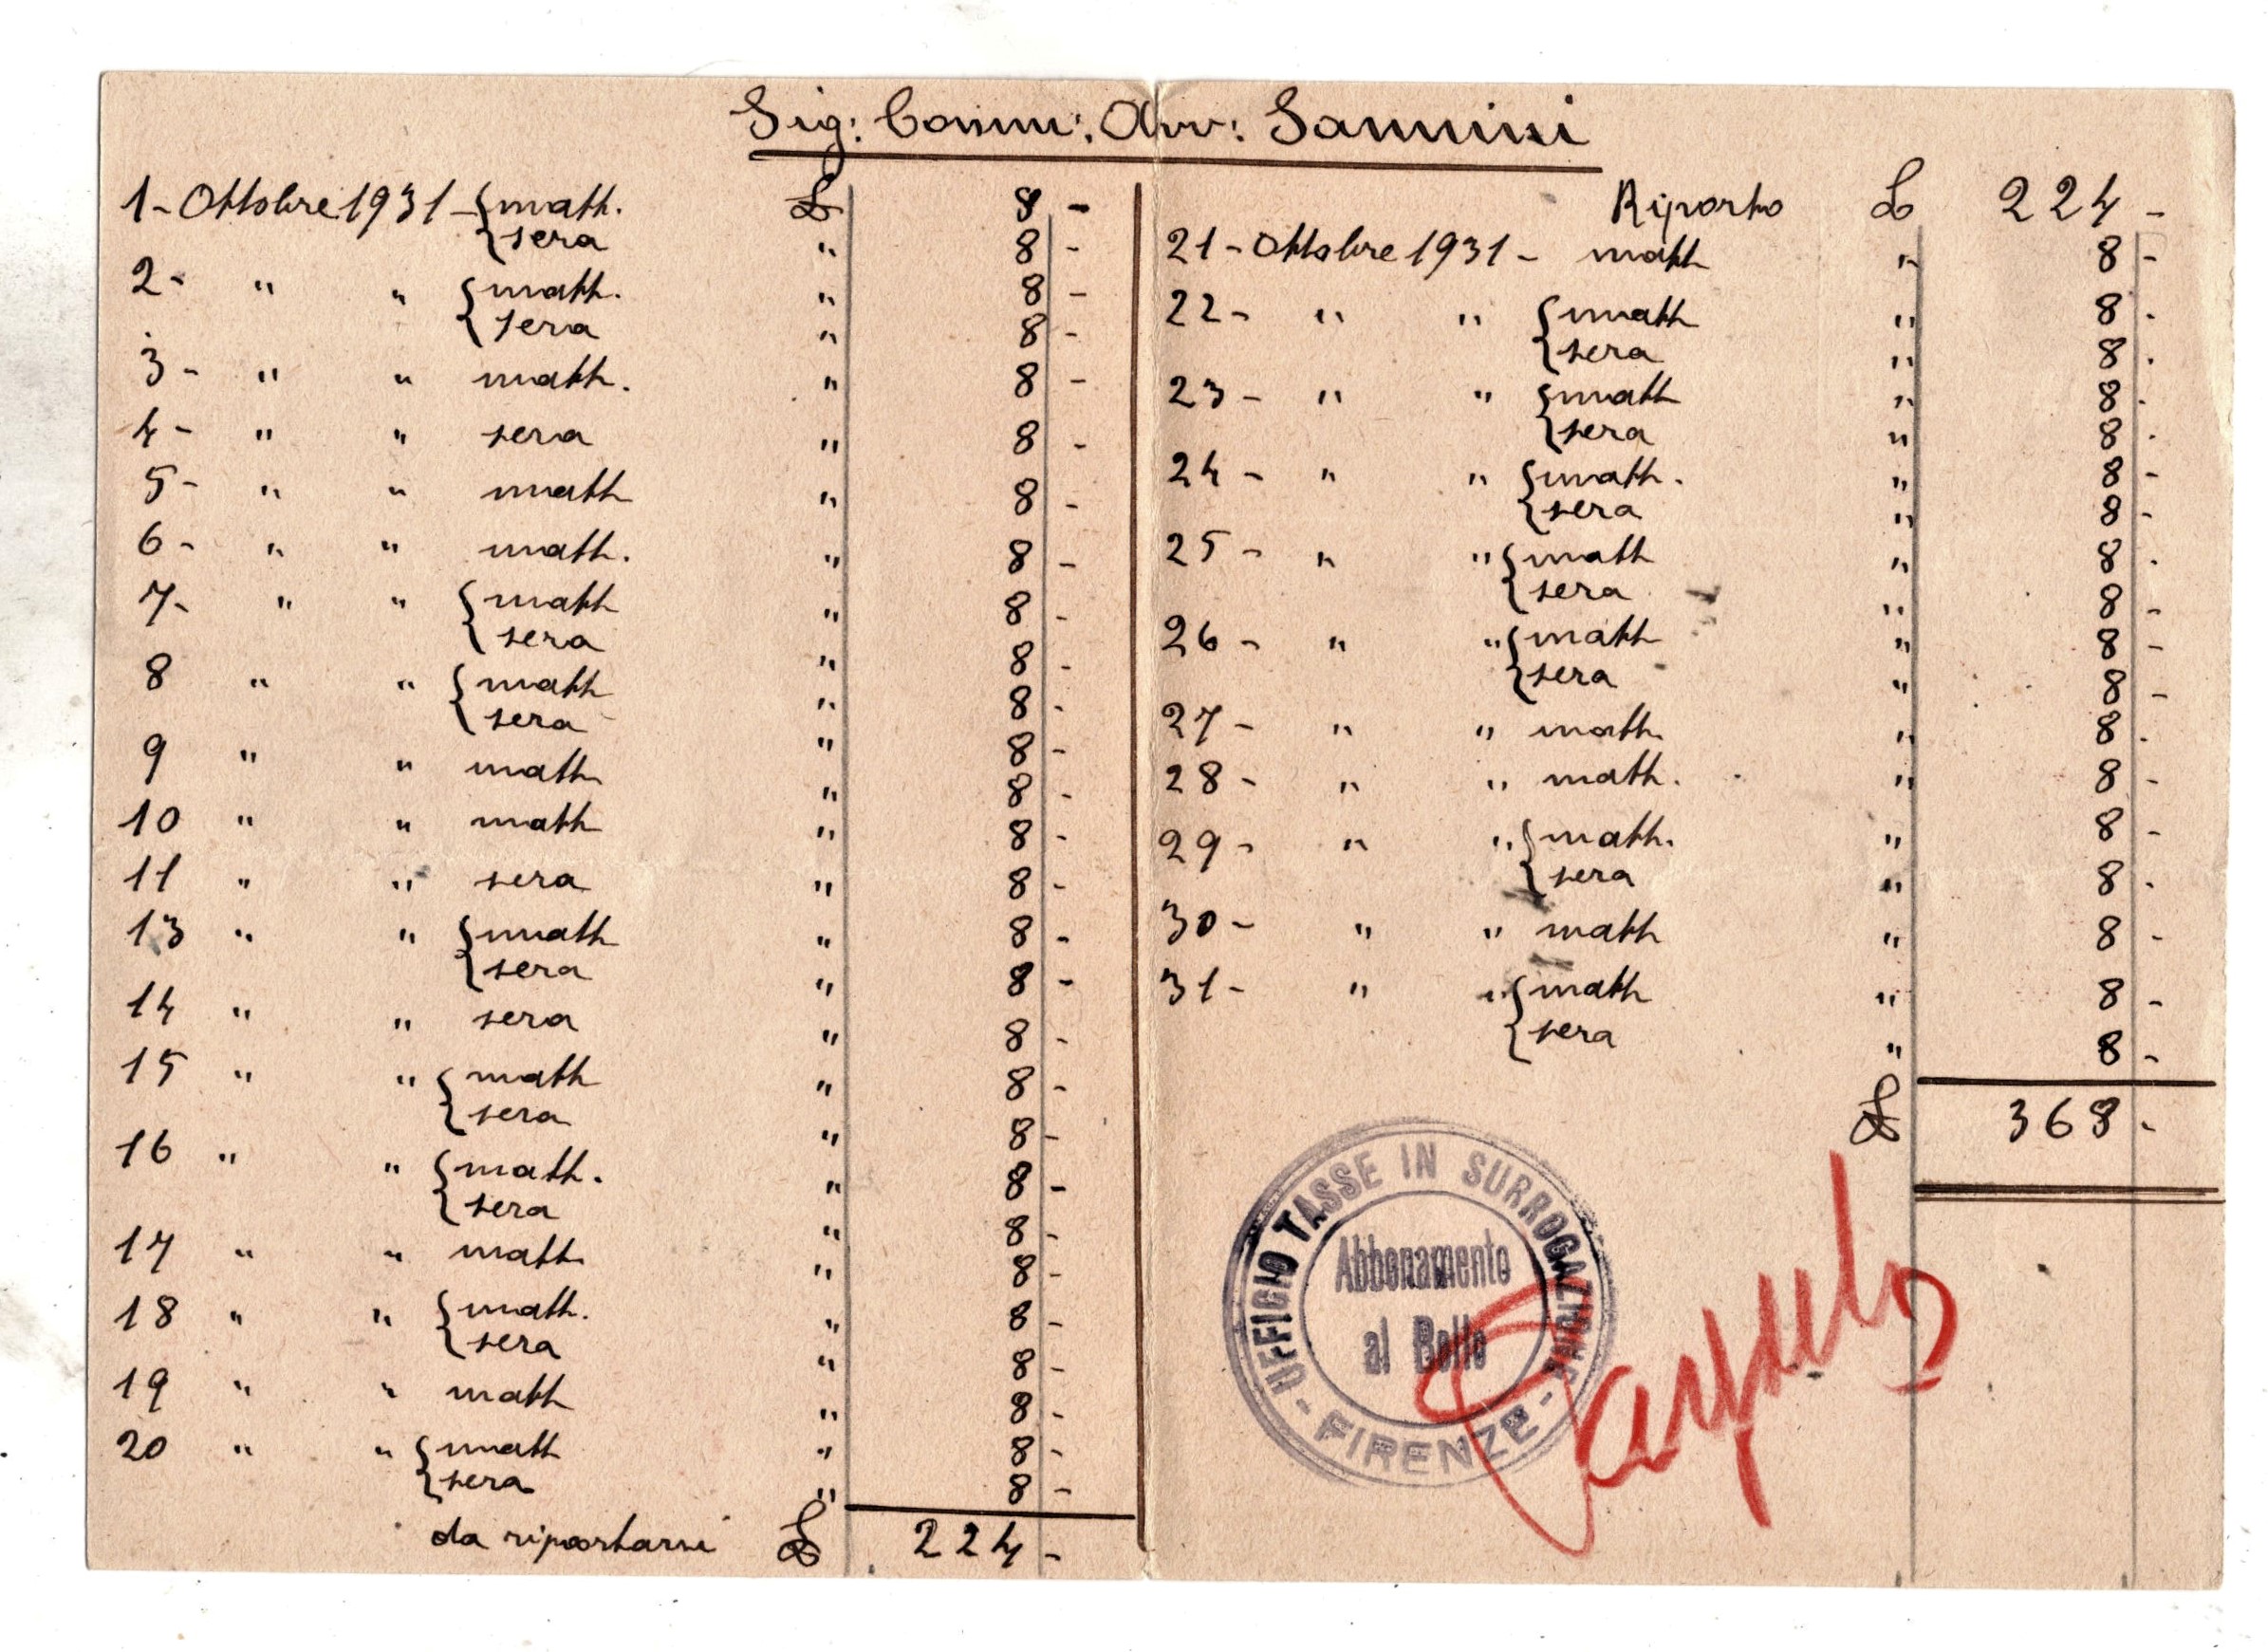 Sig: Comm: Avv: Sannini
1 - Ottobre 1931 - { matt. £ 8 -
{ sera " 8 -
2 - " " { matt. " 8 -
{ sera " 8 -
3 - " " matt. " 8 -
4 - " " sera " 8 -
5 - " " matt " 8 -
6 - " " matt. " 8 -
7 - " " { matt " 8 -
{ sera " 8 -
8 " " { matt " 8 -
{ sera " 8 -
9 " " matt " 8 -
10 " " matt " 8 -
11 " " sera " 8 -
13 " " { matt " 8 -
{ sera " 8 -
14 " " sera " 8 -
15 " " { matt " 8 -
{ sera " 8 -
16 " " { matt. " 8 -
{ sera " 8 -
17 " " matt " 8 -
18 " " { matt. " 8 -
{ sera " 8 -
19 " " matt " 8 -
20 " " { matt " 8 -
{ sera " 8 -
da riportarsi £ 224 -
Riporto £ 224 -
21 - Ottobre 1931 - matt " 8 -
22 - " " { matt " 8 -
{ sera " 8 -
23 - " " { matt " 8 -
{ sera " 8 -
24 - " " { matt. " 8 -
{ sera " 8 -
25 - " " { matt " 8 -
{ sera " 8 -
26 - " " { matt " 8 -
{ sera " 8 -
27 - " " matt. " 8 -
28 - " " matt. " 8 -
29 - " " { matt. " 8 -
{ sera " 8 -
30 - " " matt " 8 -
31 - " " { matt " 8 -
{ sera " 8 -
£ 368 -
UFFICIO TASSE IN SURROGAZIONE
Abbonamento
al Bollo
- FIRENZE -